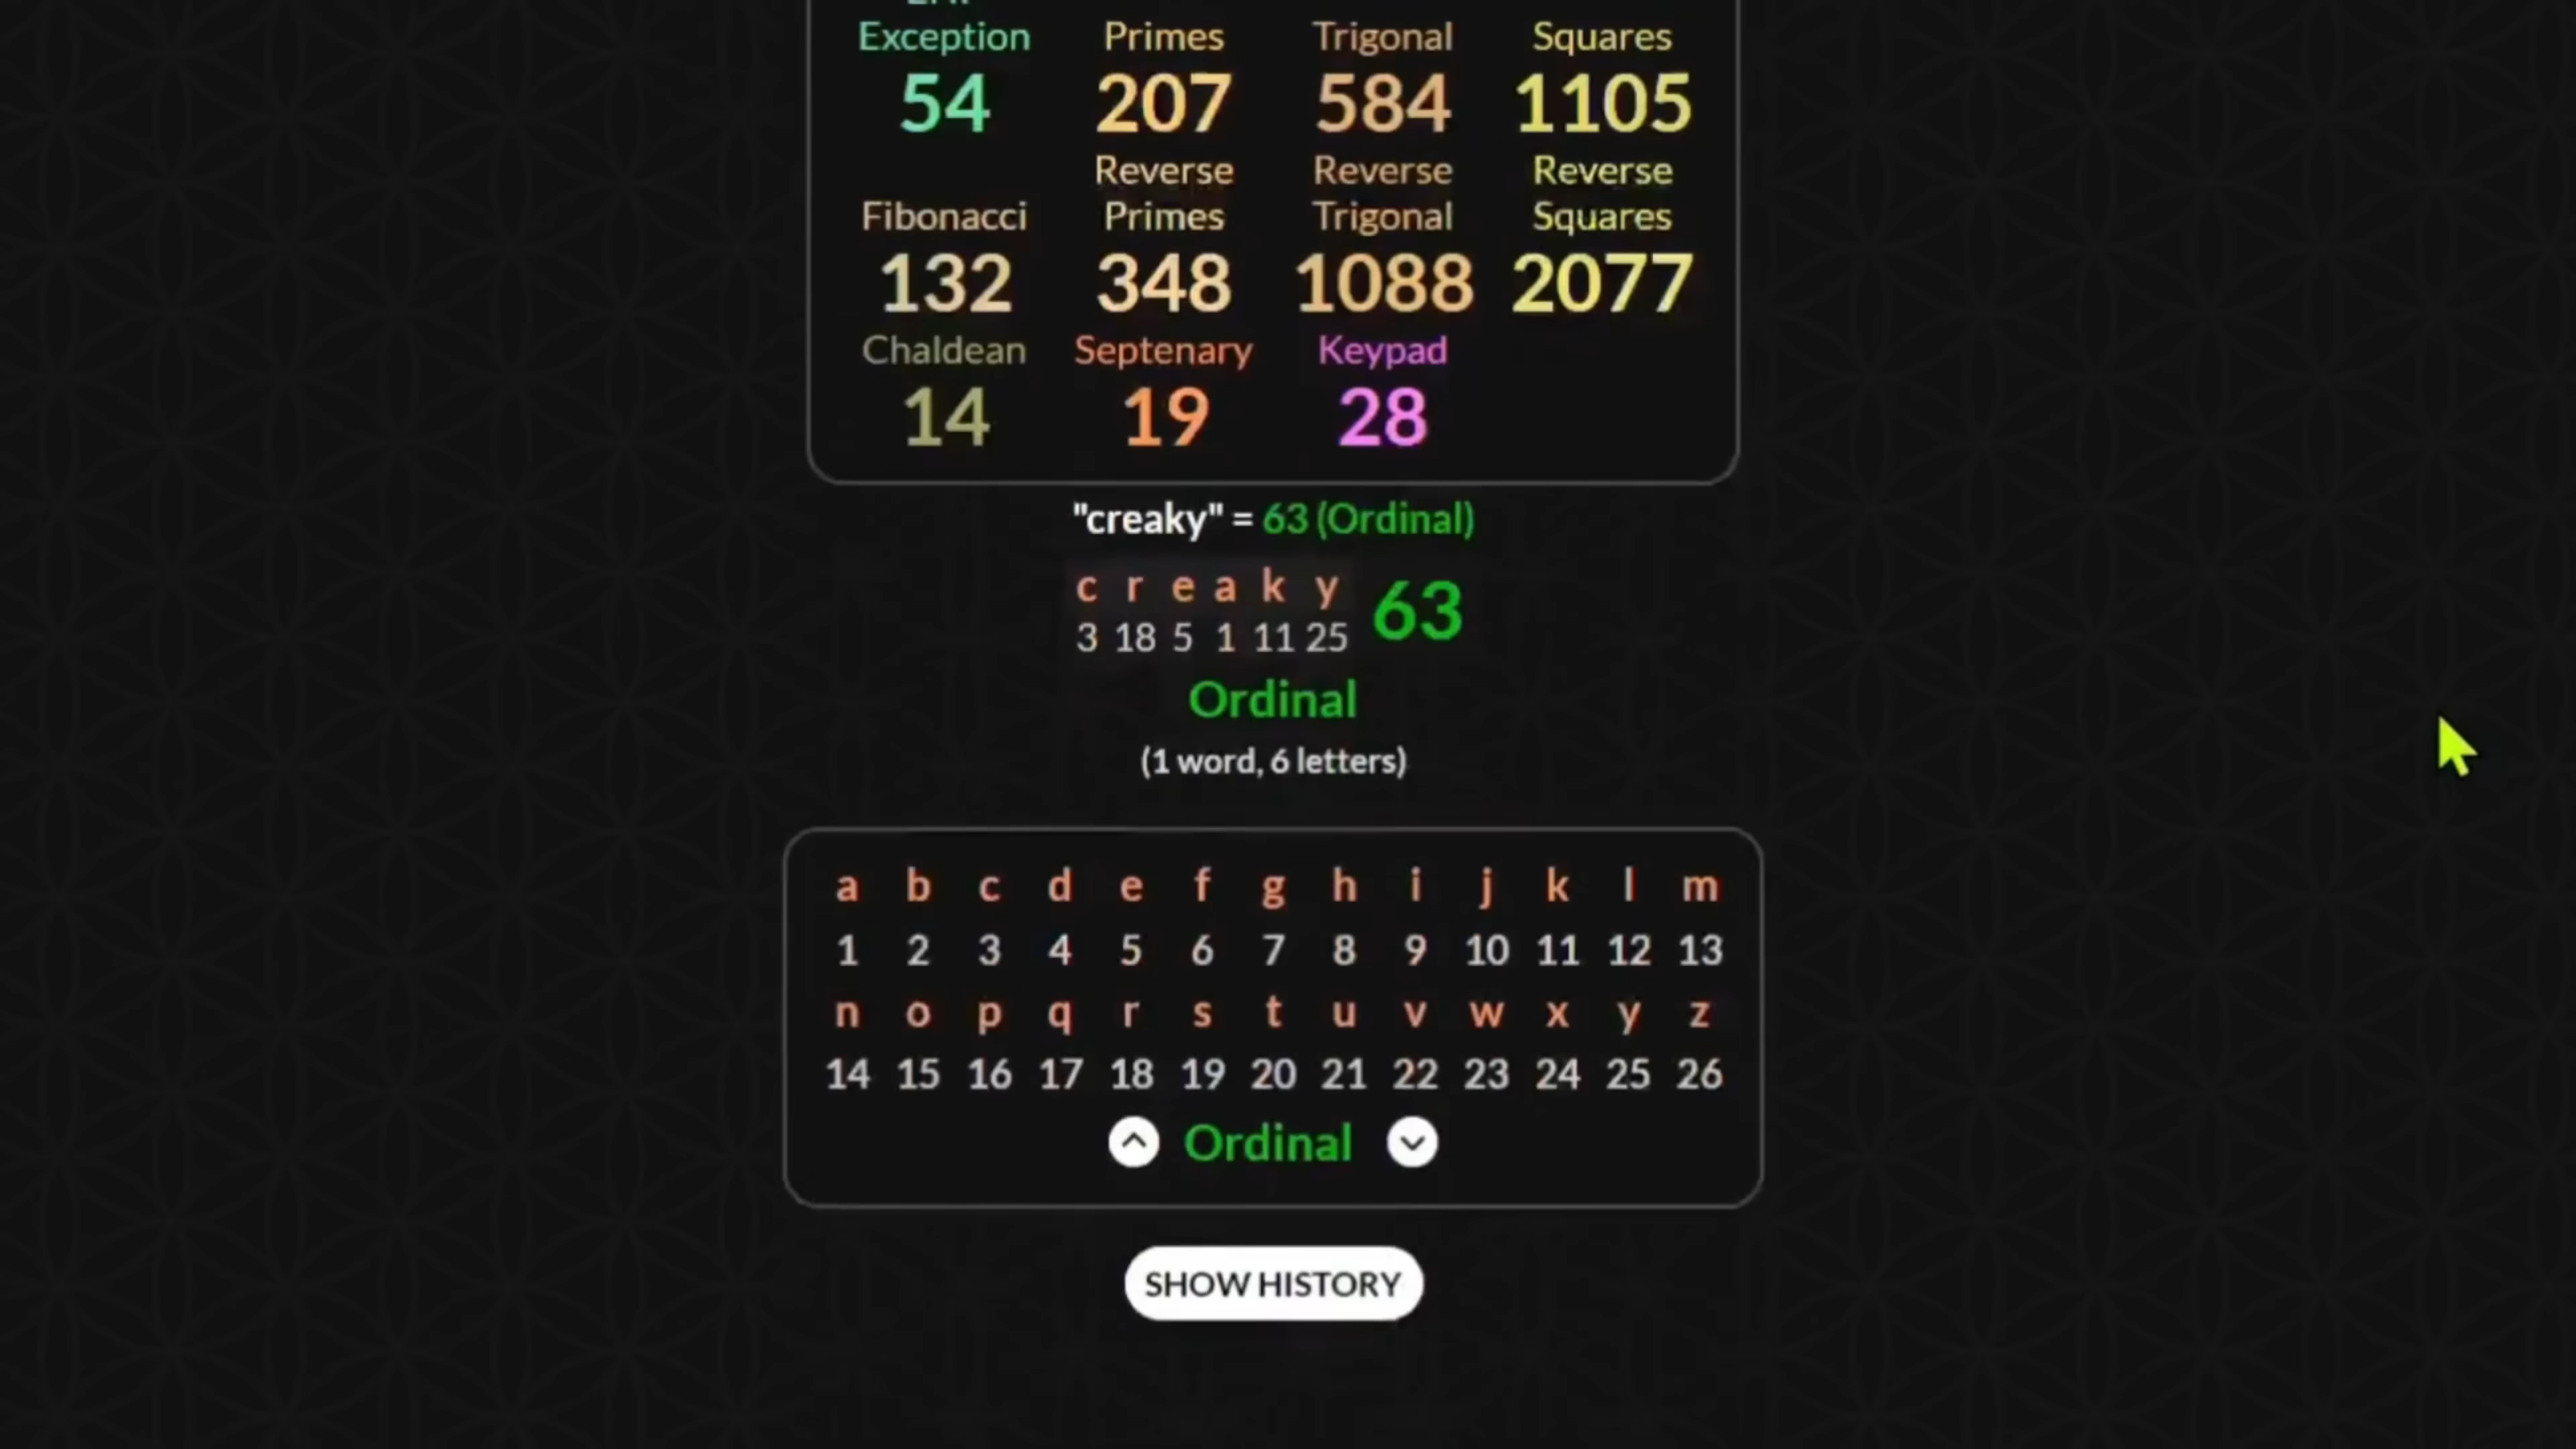 Exception Primes Trigonal Squares
54 207 584 1105
Reverse Reverse Reverse
Fibonacci Primes Trigonal Squares
132 348 1088 2077
Chaldean Septenary Keypad
14 19 28
"creaky" = 63 (Ordinal)
c r e a k y 63
3 18 5 1 11 25
Ordinal
(1 word, 6 letters)
a b c d e f g h i j k l m
1 2 3 4 5 6 7 8 9 10 11 12 13
n o p q r s t u v w x y z
14 15 16 17 18 19 20 21 22 23 24 25 26
Ordinal
SHOW HISTORY